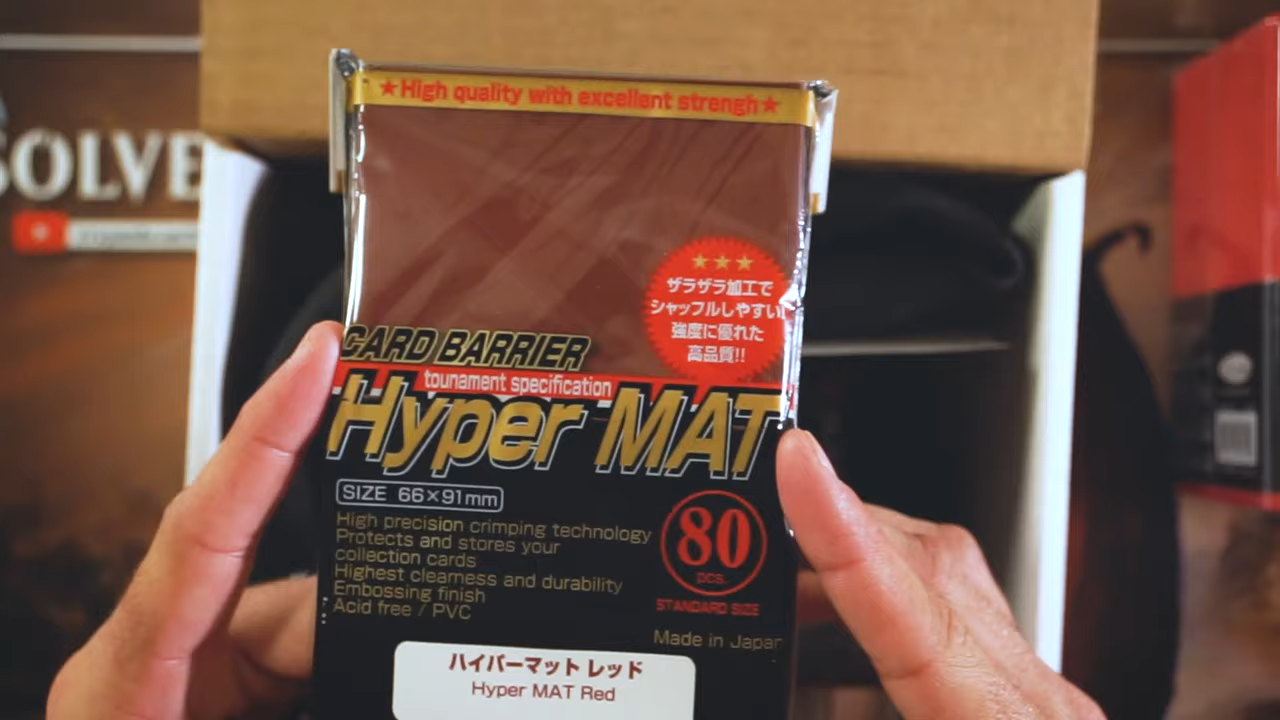 ★High quality with excellent strengh★
SOLVE
★★★
ザラザラ加工で
シャッフルしやすい
強度に優れた
高品質!!
CARD BARRIER
tounament specification
Hyper MAT
SIZE 66×91mm
High precision crimping technology
Protects and stores your
collection cards
Highest clearness and durability
Embossing finish
Acid free / PVC
80
pcs.
STANDARD SIZE
Made in Japan
ハイパーマット レッド
Hyper MAT Red